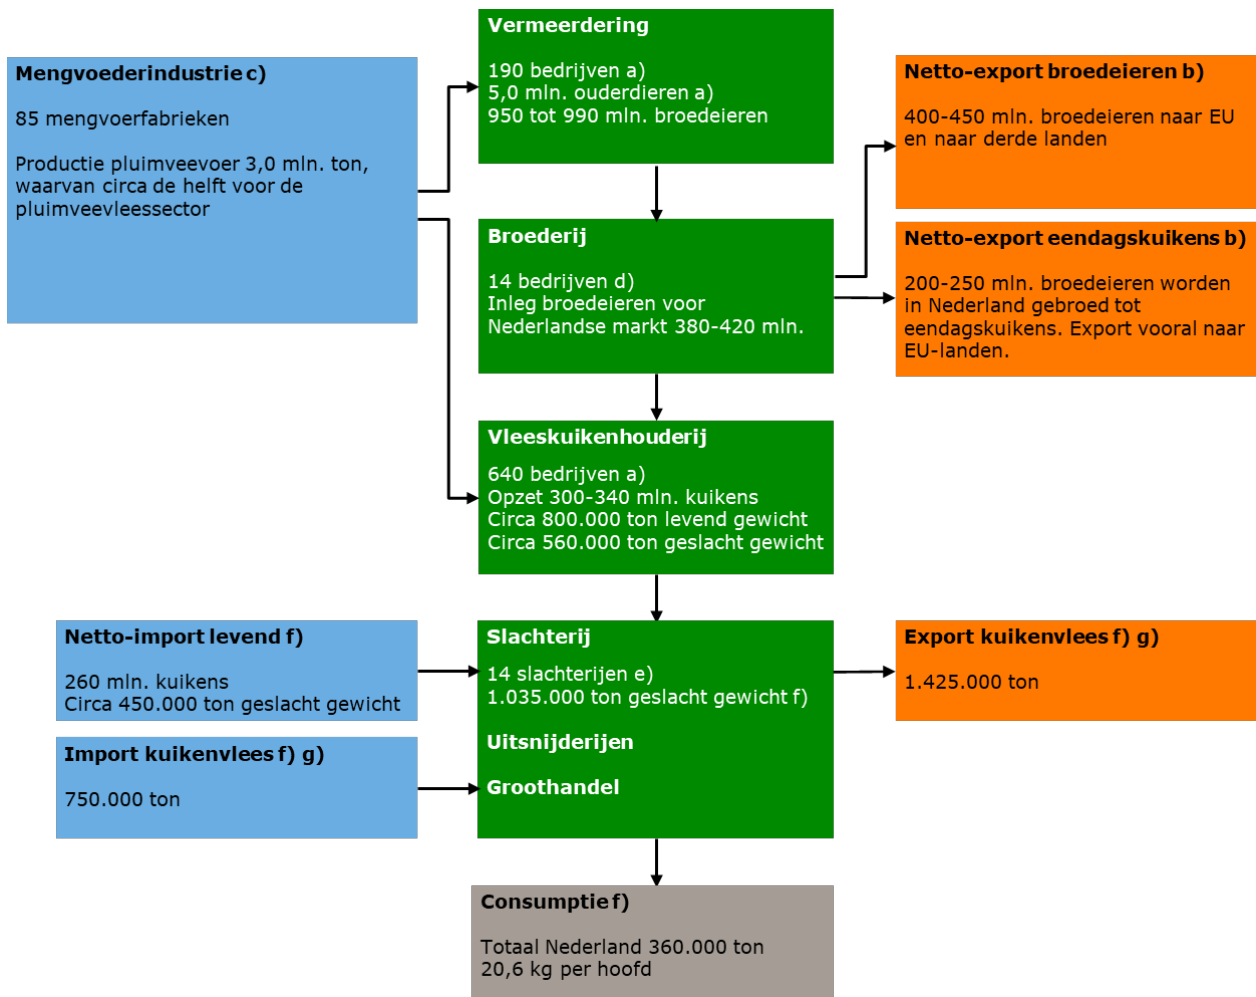 Vermeerdering
190 bedrijven a)
5,0 mln. ouderdieren a)
950 tot 990 mln. broedeieren
Mengvoederindustrie c)
85 mengvoerfabrieken
Productie pluimveevoer 3,0 mln. ton,
waarvan circa de helft voor de
pluimveevleessector
Netto-export broedeieren b)
400-450 mln. broedeieren naar EU
en naar derde landen
Broederij
14 bedrijven d)
Inleg broedeieren voor
Nederlandse markt 380-420 mln.
Netto-export eendagskuikens b)
200-250 mln. broedeieren worden
in Nederland gebroed tot
eendagskuikens. Export vooral naar
EU-landen.
Vleeskuikenhouderij
640 bedrijven a)
Opzet 300-340 mln. kuikens
Circa 800.000 ton levend gewicht
Circa 560.000 ton geslacht gewicht
Netto-import levend f)
260 mln. kuikens
Circa 450.000 ton geslacht gewicht
Slachterij
14 slachterijen e)
1.035.000 ton geslacht gewicht f)
Uitsnijderijen
Groothandel
Export kuikenvlees f) g)
1.425.000 ton
Import kuikenvlees f) g)
750.000 ton
Consumptie f)
Totaal Nederland 360.000 ton
20,6 kg per hoofd